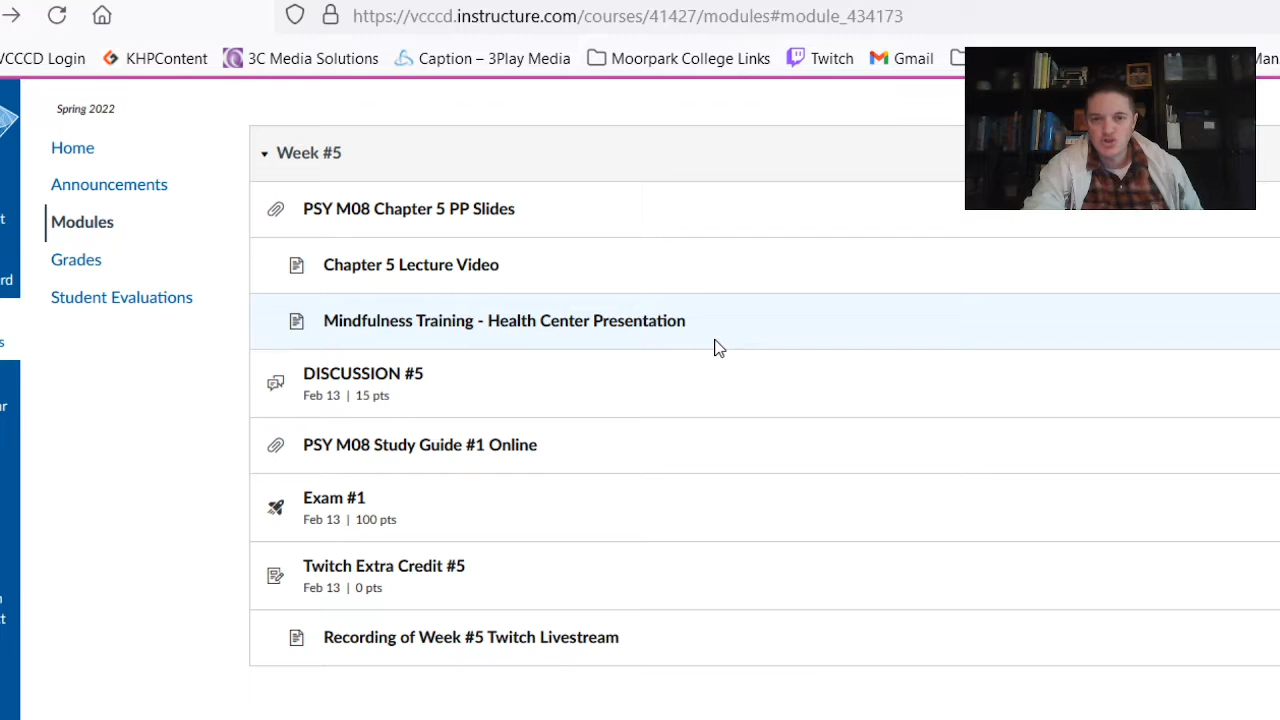 https://vcccd.instructure.com/courses/41427/modules#module_434173
VCCCD Login KHPContent 3C Media Solutions Caption – 3Play Media Moorpark College Links Twitch Gmail
Spring 2022
Home
Announcements
Modules
Grades
Student Evaluations
Week #5
PSY M08 Chapter 5 PP Slides
Chapter 5 Lecture Video
Mindfulness Training - Health Center Presentation
DISCUSSION #5
Feb 13 | 15 pts
PSY M08 Study Guide #1 Online
Exam #1
Feb 13 | 100 pts
Twitch Extra Credit #5
Feb 13 | 0 pts
Recording of Week #5 Twitch Livestream